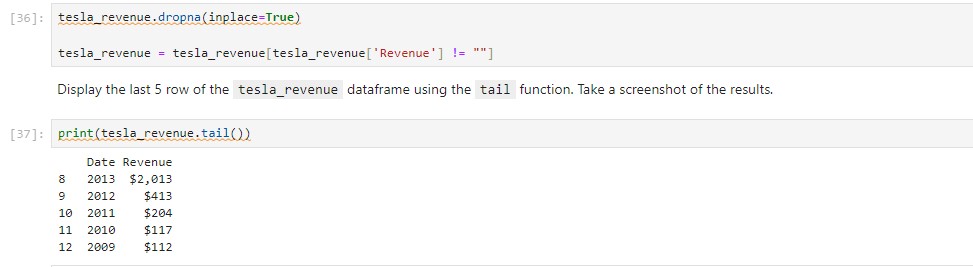 [36]: tesla_revenue.dropna(inplace=True)
tesla_revenue = tesla_revenue[tesla_revenue['Revenue'] != ""]
Display the last 5 row of the tesla_revenue dataframe using the tail function. Take a screenshot of the results.
[37]: print(tesla_revenue.tail())
Date Revenue
8 2013 $2,013
9 2012 $413
10 2011 $204
11 2010 $117
12 2009 $112